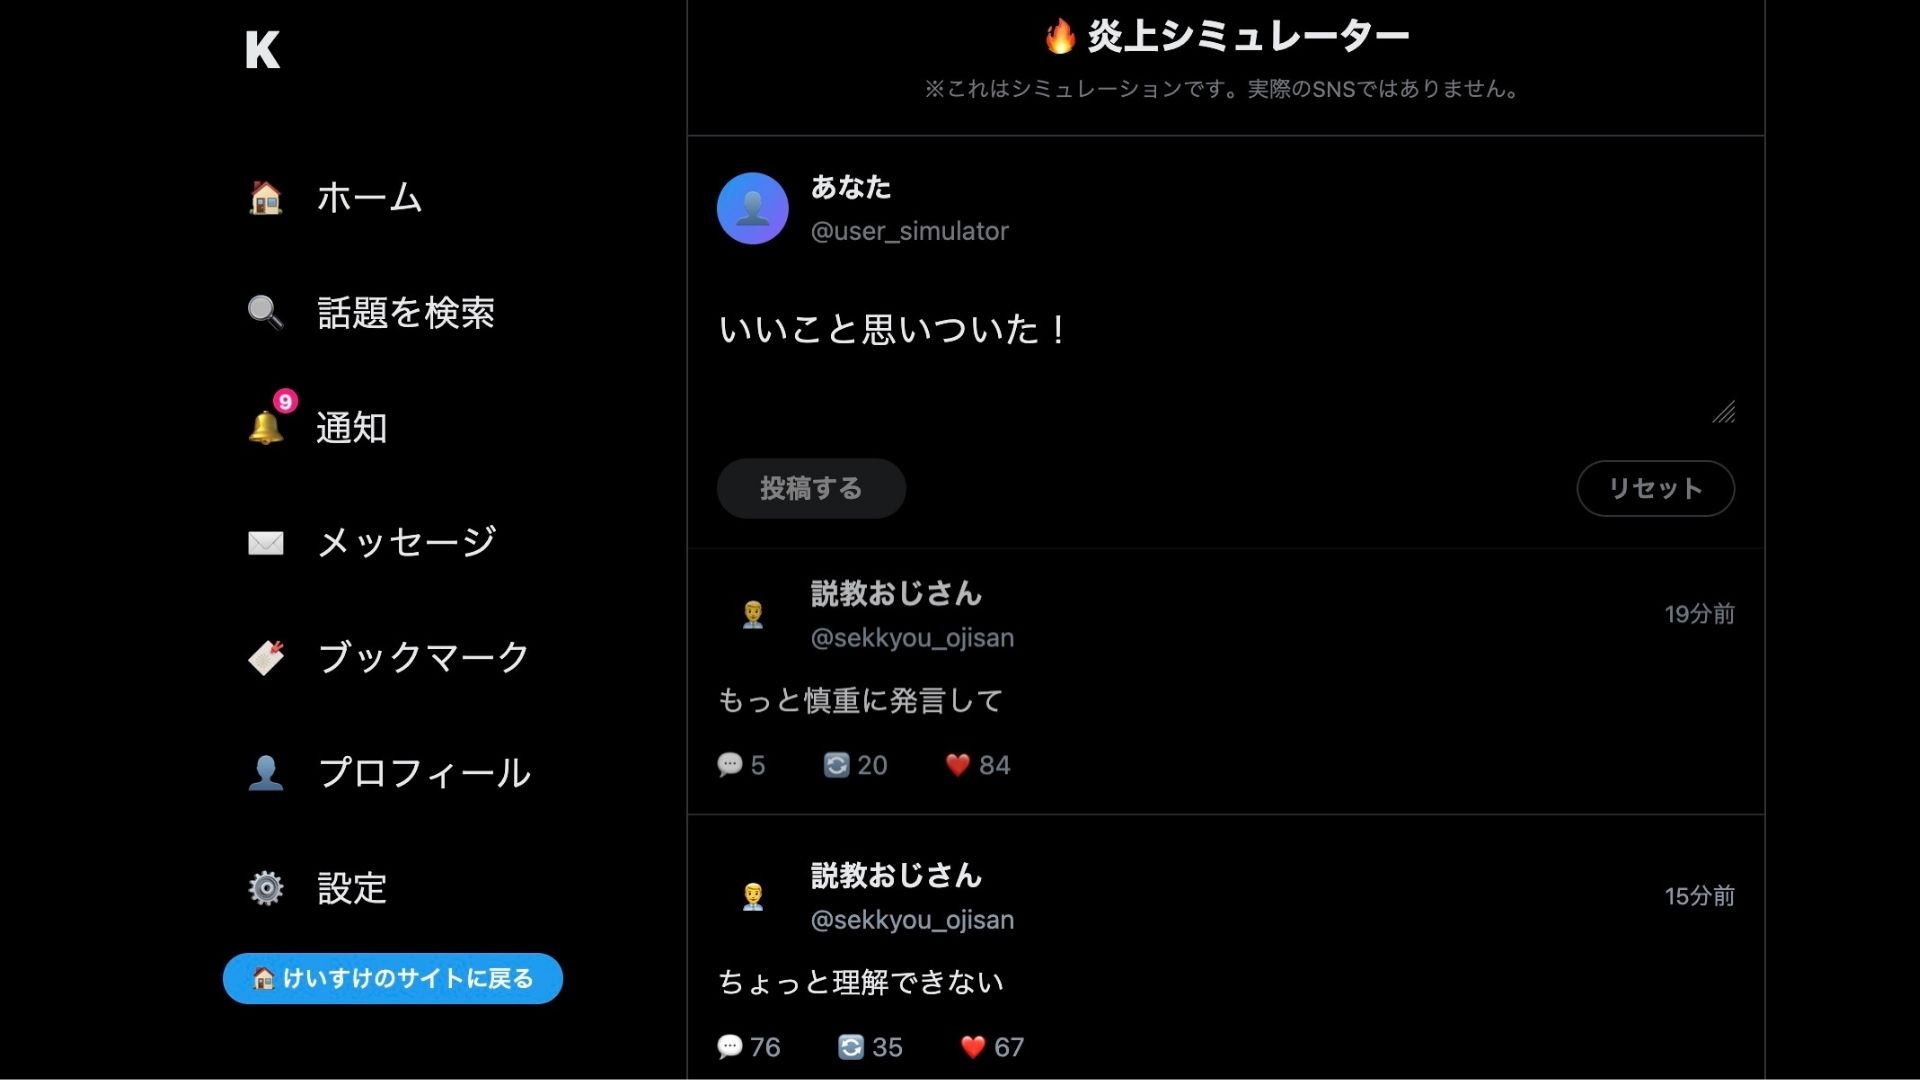 K
ホーム
話題を検索
9
通知
メッセージ
ブックマーク
プロフィール
設定
けいすけのサイトに戻る
炎上シミュレーター
※これはシミュレーションです。実際のSNSではありません。
あなた
@user_simulator
いいこと思いついた！
投稿する
リセット
説教おじさん
@sekkyou_ojisan
19分前
もっと慎重に発言して
5 20 84
説教おじさん
@sekkyou_ojisan
15分前
ちょっと理解できない
76 35 67